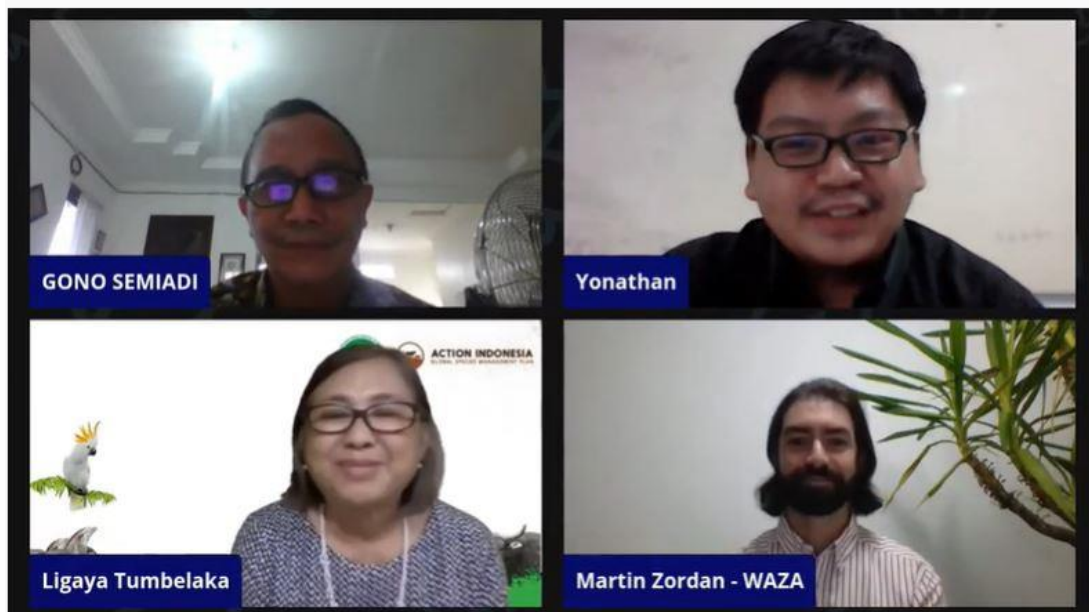 GONO SEMIADI
Yonathan
ACTION INDONESIA
GLOBAL SPECIES MANAGEMENT PLAN
Ligaya Tumbelaka
Martin Zordan - WAZA